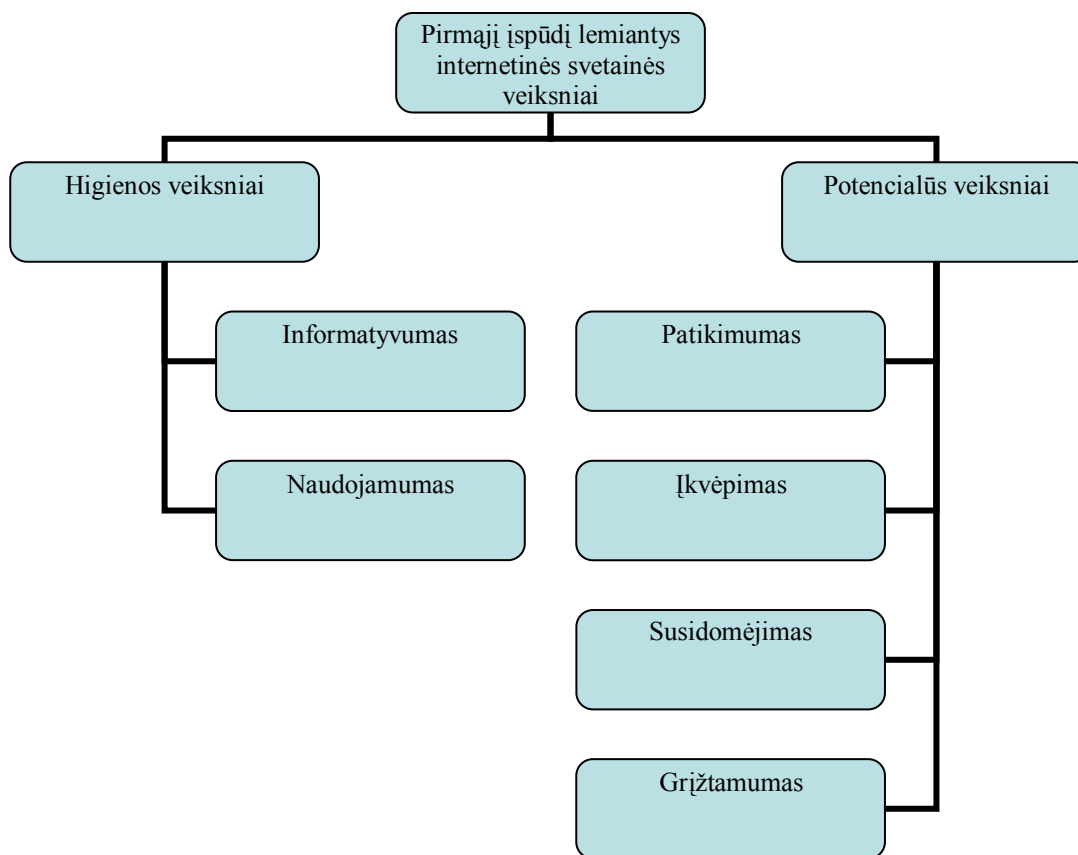 Pirmąjį įspūdį lemiantys
internetinės svetainės
veiksniai
Higienos veiksniai
Potencialūs veiksniai
Informatyvumas
Patikimumas
Naudojamumas
Įkvėpimas
Susidomėjimas
Grįžtamumas